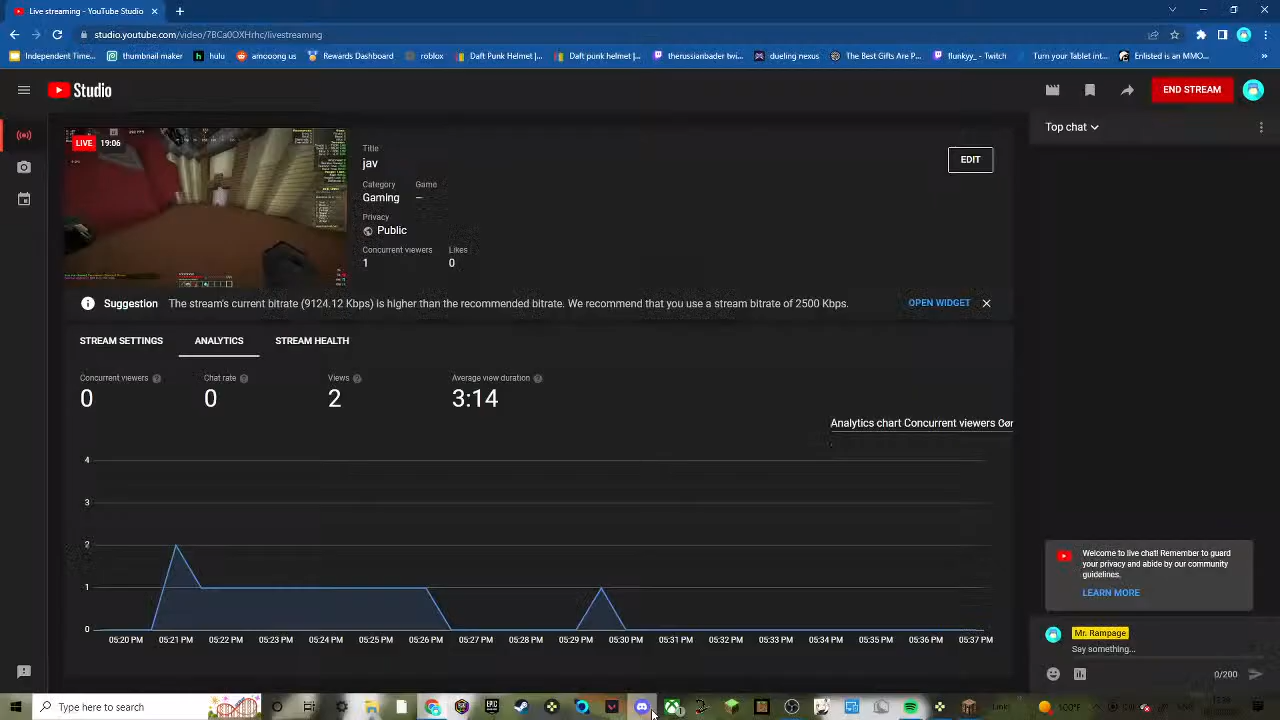 Live streaming - YouTube Studio
studio.youtube.com/video/7BCa0OXHrhc/livestreaming
Independent Time... thumbnail maker hulu amooong us Rewards Dashboard roblox Daft Punk Helmet |... Daft punk helmet|... therussianbader twi... dueling nexus The Best Gifts Are P... flunkyy_ - Twitch Turn your Tablet int... Enlisted is an MMO...
Studio
END STREAM
Top chat
LIVE 19:06
Title
jav
EDIT
Category Game
Gaming –
Privacy
Public
Concurrent viewers Likes
1 0
Suggestion The stream's current bitrate (9124.12 Kbps) is higher than the recommended bitrate. We recommend that you use a stream bitrate of 2500 Kbps. OPEN WIDGET
STREAM SETTINGS ANALYTICS STREAM HEALTH
Concurrent viewers Chat rate Views Average view duration
0 0 2 3:14
Analytics chart Concurrent viewers
4
3
2
1
0
05:20 PM 05:21 PM 05:22 PM 05:23 PM 05:24 PM 05:25 PM 05:26 PM 05:27 PM 05:28 PM 05:29 PM 05:30 PM 05:31 PM 05:32 PM 05:33 PM 05:34 PM 05:35 PM 05:36 PM 05:37 PM
Welcome to live chat! Remember to guard
your privacy and abide by our community
guidelines.
LEARN MORE
Mr. Rampage
Say something...
0/200
Type here to search
Links
100°F